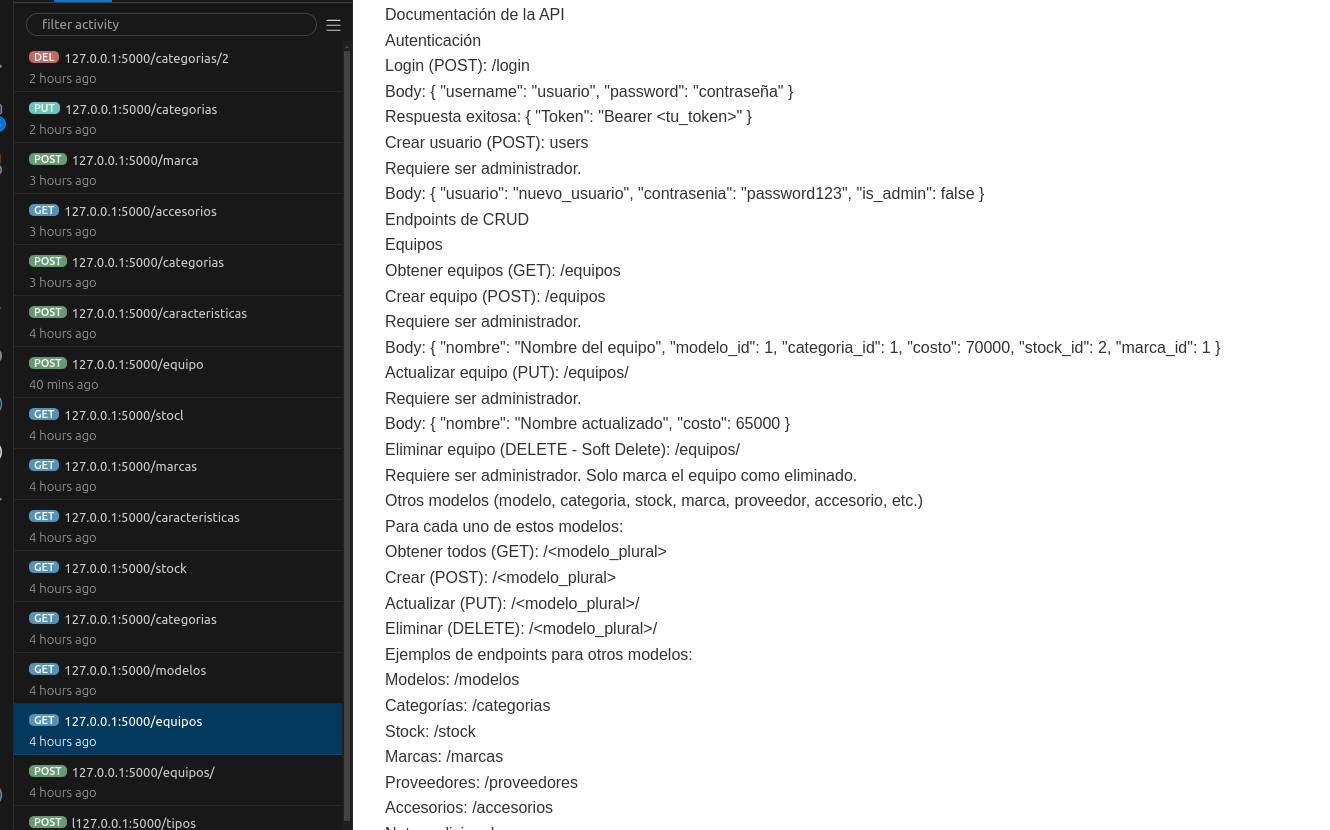 filter activity
DEL 127.0.0.1:5000/categorias/2
2 hours ago
PUT 127.0.0.1:5000/categorias
2 hours ago
POST 127.0.0.1:5000/marca
3 hours ago
GET 127.0.0.1:5000/accesorios
3 hours ago
POST 127.0.0.1:5000/categorias
3 hours ago
POST 127.0.0.1:5000/caracteristicas
4 hours ago
POST 127.0.0.1:5000/equipo
40 mins ago
GET 127.0.0.1:5000/stocl
4 hours ago
GET 127.0.0.1:5000/marcas
4 hours ago
GET 127.0.0.1:5000/caracteristicas
4 hours ago
GET 127.0.0.1:5000/stock
4 hours ago
GET 127.0.0.1:5000/categorias
4 hours ago
GET 127.0.0.1:5000/modelos
4 hours ago
GET 127.0.0.1:5000/equipos
4 hours ago
POST 127.0.0.1:5000/equipos/
4 hours ago
POST l127.0.0.1:5000/tipos
Documentación de la API
Autenticación
Login (POST): /login
Body: { "username": "usuario", "password": "contraseña" }
Respuesta exitosa: { "Token": "Bearer <tu_token>" }
Crear usuario (POST): users
Requiere ser administrador.
Body: { "usuario": "nuevo_usuario", "contrasenia": "password123", "is_admin": false }
Endpoints de CRUD
Equipos
Obtener equipos (GET): /equipos
Crear equipo (POST): /equipos
Requiere ser administrador.
Body: { "nombre": "Nombre del equipo", "modelo_id": 1, "categoria_id": 1, "costo": 70000, "stock_id": 2, "marca_id": 1 }
Actualizar equipo (PUT): /equipos/
Requiere ser administrador.
Body: { "nombre": "Nombre actualizado", "costo": 65000 }
Eliminar equipo (DELETE - Soft Delete): /equipos/
Requiere ser administrador. Solo marca el equipo como eliminado.
Otros modelos (modelo, categoria, stock, marca, proveedor, accesorio, etc.)
Para cada uno de estos modelos:
Obtener todos (GET): /<modelo_plural>
Crear (POST): /<modelo_plural>
Actualizar (PUT): /<modelo_plural>/
Eliminar (DELETE): /<modelo_plural>/
Ejemplos de endpoints para otros modelos:
Modelos: /modelos
Categorías: /categorias
Stock: /stock
Marcas: /marcas
Proveedores: /proveedores
Accesorios: /accesorios